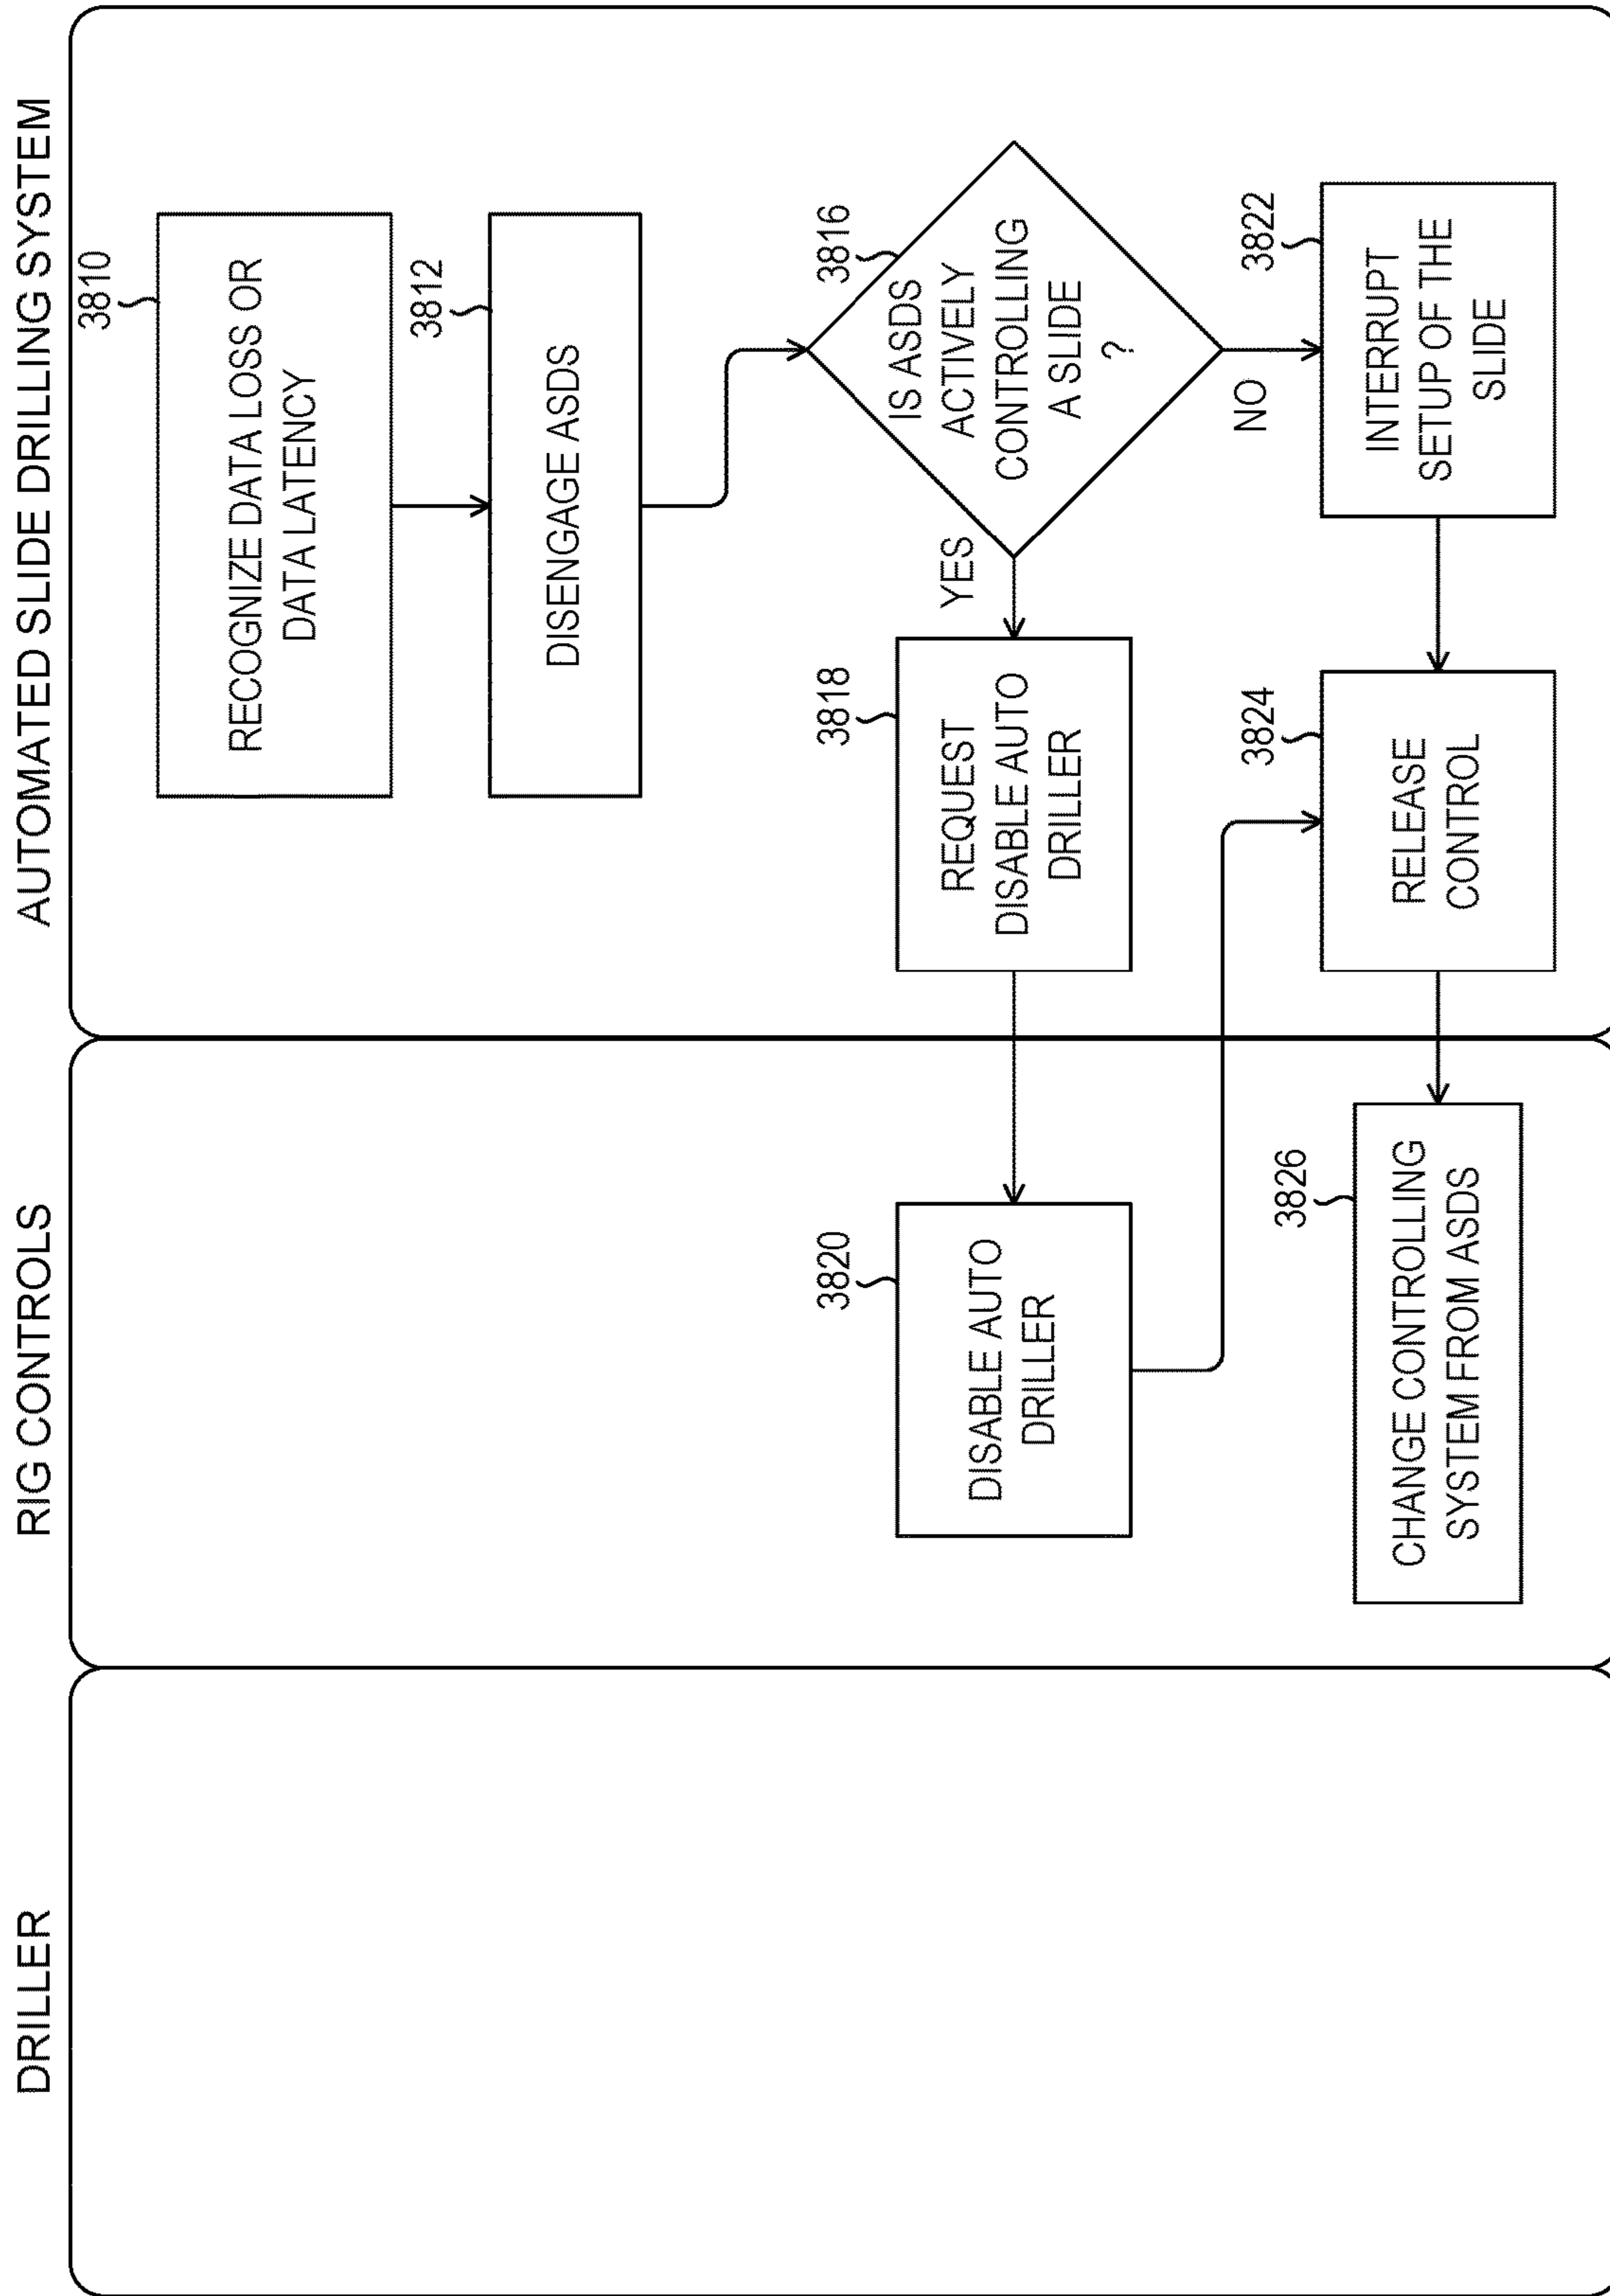 DRILLER
RIG CONTROLS
AUTOMATED SLIDE DRILLING SYSTEM
3810
RECOGNIZE DATA LOSS OR
DATA LATENCY
3812
DISENGAGE ASDS
3816
IS ASDS
ACTIVELY
CONTROLLING
A SLIDE
?
YES
NO
3818
REQUEST
DISABLE AUTO
DRILLER
3820
DISABLE AUTO
DRILLER
3822
INTERRUPT
SETUP OF THE
SLIDE
3824
RELEASE
CONTROL
3826
CHANGE CONTROLLING
SYSTEM FROM ASDS